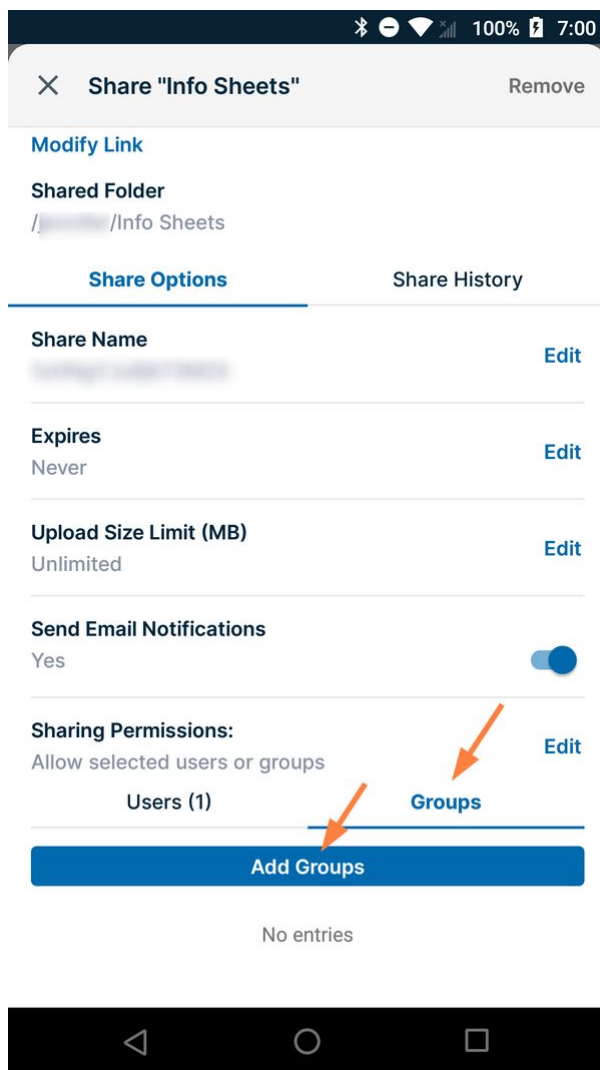 100% 7:00
Share "Info Sheets" Remove
Modify Link
Shared Folder
/ /Info Sheets
Share Options Share History
Share Name
Edit
Expires
Never
Edit
Upload Size Limit (MB)
Unlimited
Edit
Send Email Notifications
Yes
Sharing Permissions:
Allow selected users or groups
Edit
Users (1) Groups
Add Groups
No entries